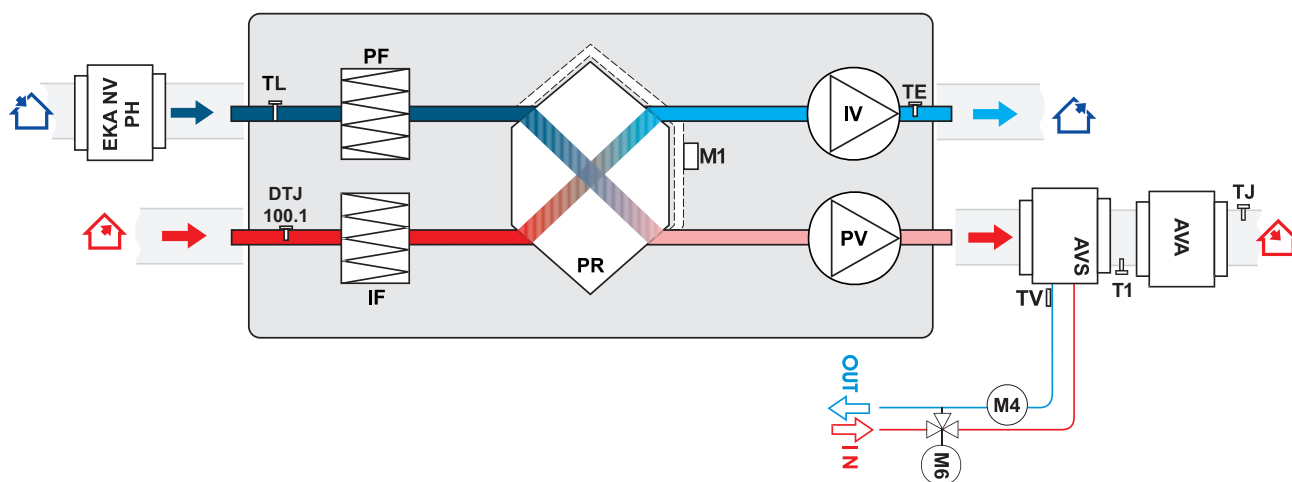 EKA NV
PH
TL
PF
IV
TE
M1
DTJ
100.1
IF
PR
PV
AVS
TV
T1
AVA
TJ
OUT
IN
M4
M6